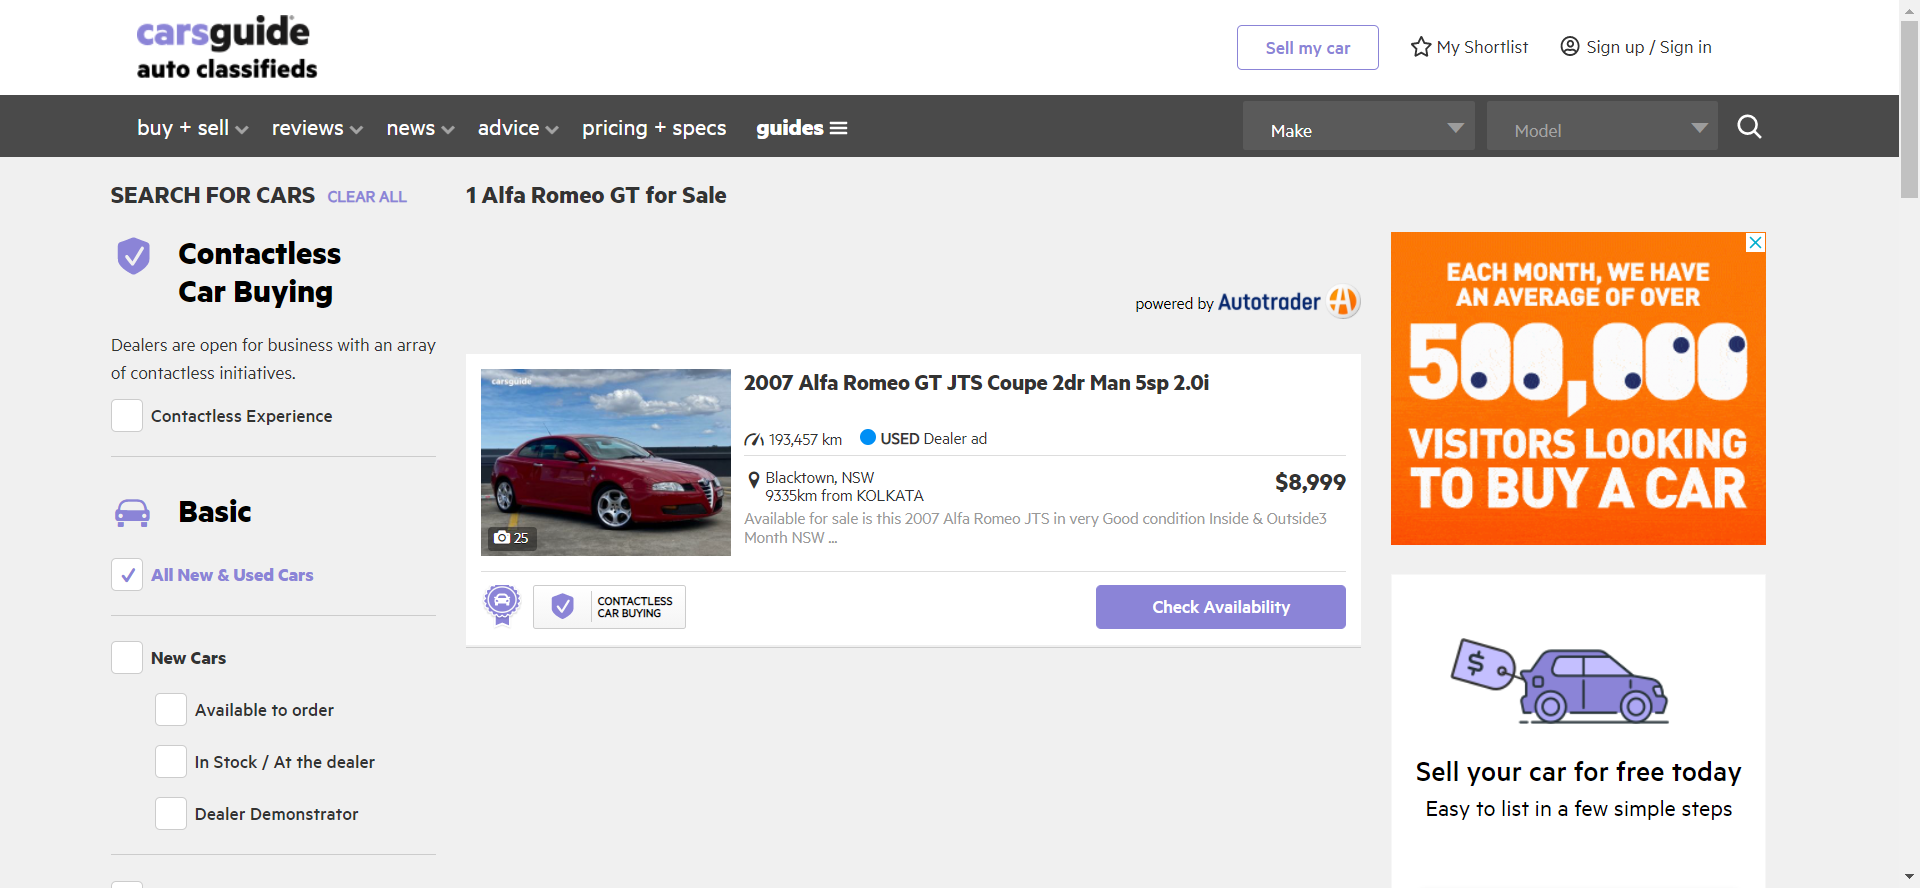 carsguide
auto classifieds
Sell my car
My Shortlist
Sign up / Sign in
buy + sell
reviews
news
advice
pricing + specs
guides
Make
Model
SEARCH FOR CARS
CLEAR ALL
1 Alfa Romeo GT for Sale
Contactless
Car Buying
Dealers are open for business with an array
of contactless initiatives.
Contactless Experience
Basic
All New & Used Cars
New Cars
Available to order
In Stock / At the dealer
Dealer Demonstrator
powered by Autotrader
carsguide
25
2007 Alfa Romeo GT JTS Coupe 2dr Man 5sp 2.0i
193,457 km
USED Dealer ad
Blacktown, NSW
9335km from KOLKATA
$8,999
Available for sale is this 2007 Alfa Romeo JTS in very Good condition Inside & Outside3
Month NSW ...
CONTACTLESS
CAR BUYING
Check Availability
EACH MONTH, WE HAVE
AN AVERAGE OF OVER
500,000
VISITORS LOOKING
TO BUY A CAR
$
Sell your car for free today
Easy to list in a few simple steps